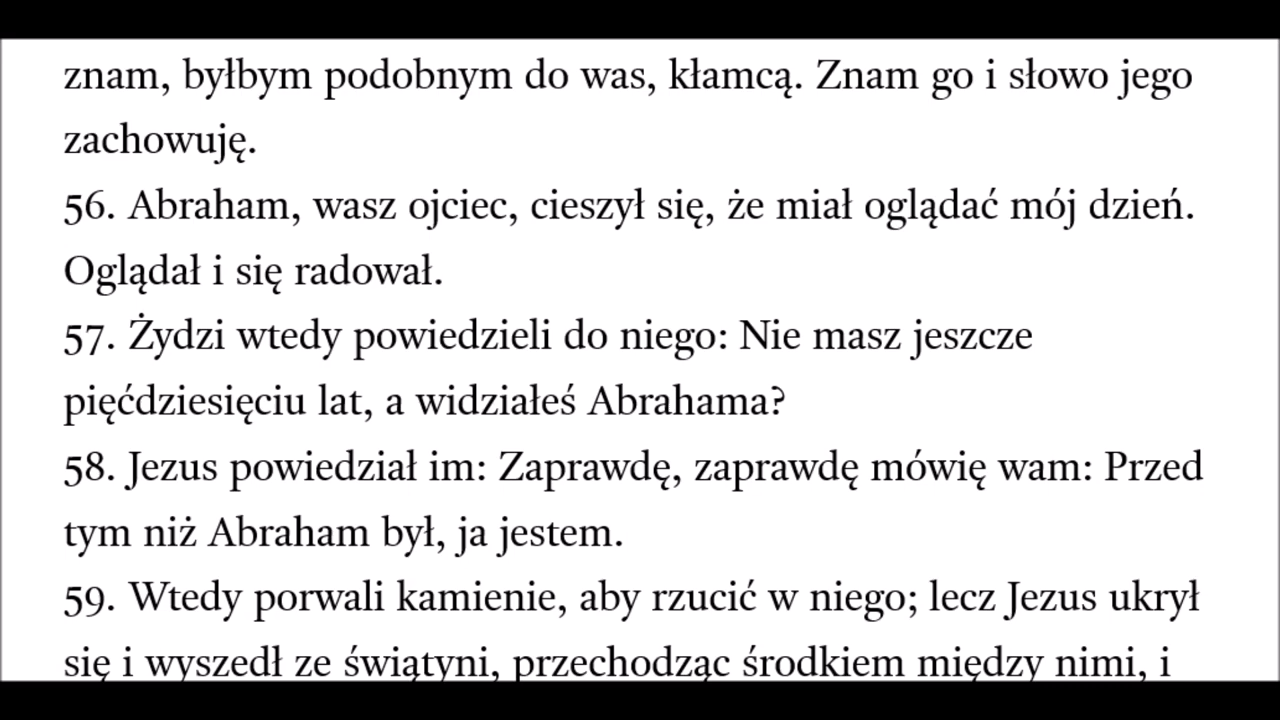 znam, byłbym podobnym do was, kłamcą. Znam go i słowo jego
zachowuję.
56. Abraham, wasz ojciec, cieszył się, że miał oglądać mój dzień.
Oglądał i się radował.
57. Żydzi wtedy powiedzieli do niego: Nie masz jeszcze
pięćdziesięciu lat, a widziałeś Abrahama?
58. Jezus powiedział im: Zaprawdę, zaprawdę mówię wam: Przed
tym niż Abraham był, ja jestem.
59. Wtedy porwali kamienie, aby rzucić w niego; lecz Jezus ukrył
się i wyszedł ze świątyni, przechodząc środkiem między nimi, i